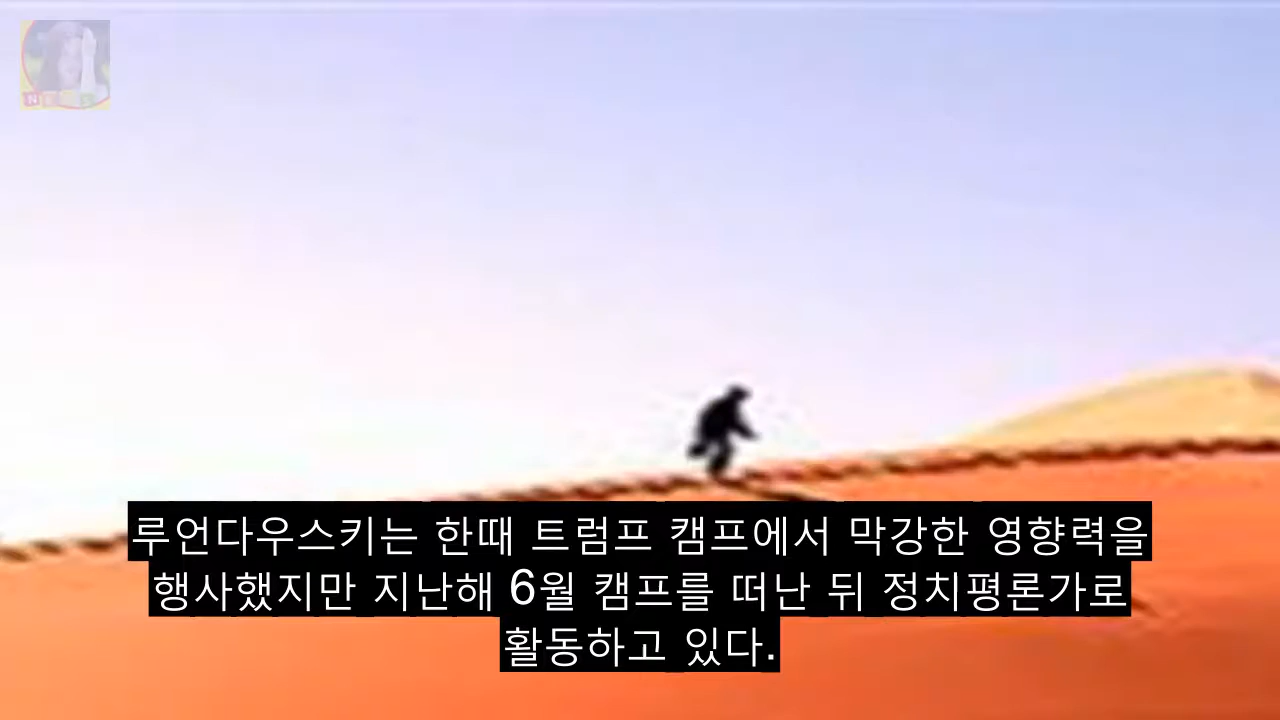 루언다우스키는 한때 트럼프 캠프에서 막강한 영향력을
행사했지만 지난해 6월 캠프를 떠난 뒤 정치평론가로
활동하고 있다.